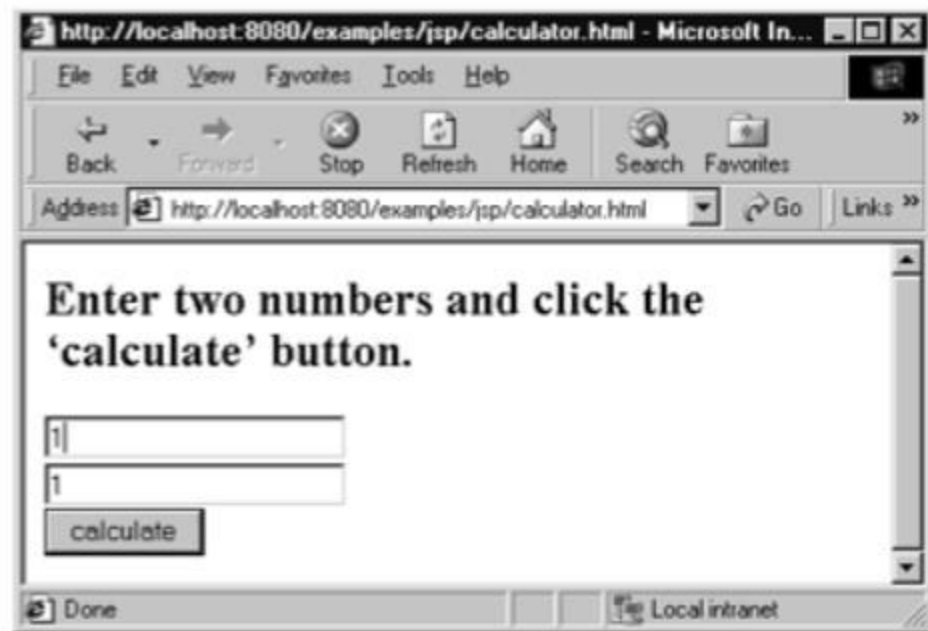 http://localhost:8080/examples/jsp/calculator.html - Microsoft In...
File Edit View Favorites Tools Help
Back Forward Stop Refresh Home Search Favorites »
Address http://localhost:8080/examples/jsp/calculator.html Go Links »
Enter two numbers and click the
‘calculate’ button.
1
1
calculate
Done Local intranet